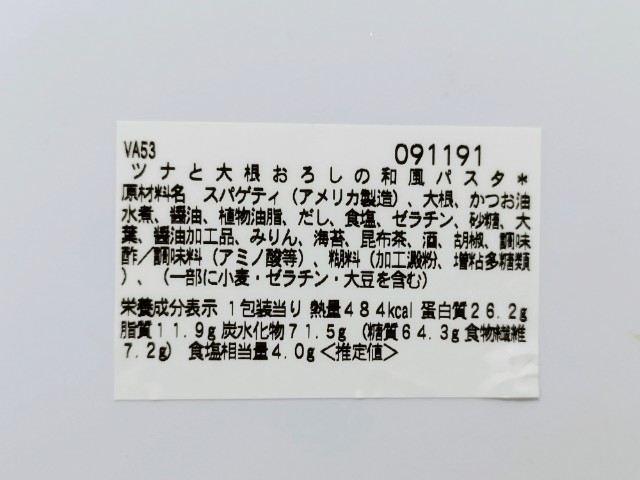 VA53
091191
ツナと大根おろしの和風パスタ*
原材料名 スパゲティ(アメリカ製造)、大根、かつお油
水煮、醤油、植物油脂、だし、食塩、ゼラチン、砂糖、大
葉、醤油加工品、みりん、海苔、昆布茶、酒、胡椒、調味
酢/調味料(アミノ酸等)、糊料(加工澱粉、増粘多糖類
)、(一部に小麦・ゼラチン・大豆を含む)
栄養成分表示 1包装当り 熱量484kcal 蛋白質26.2g
脂質11.9g 炭水化物71.5g (糖質64.3g 食物繊維
7.2g) 食塩相当量4.0g<推定値>